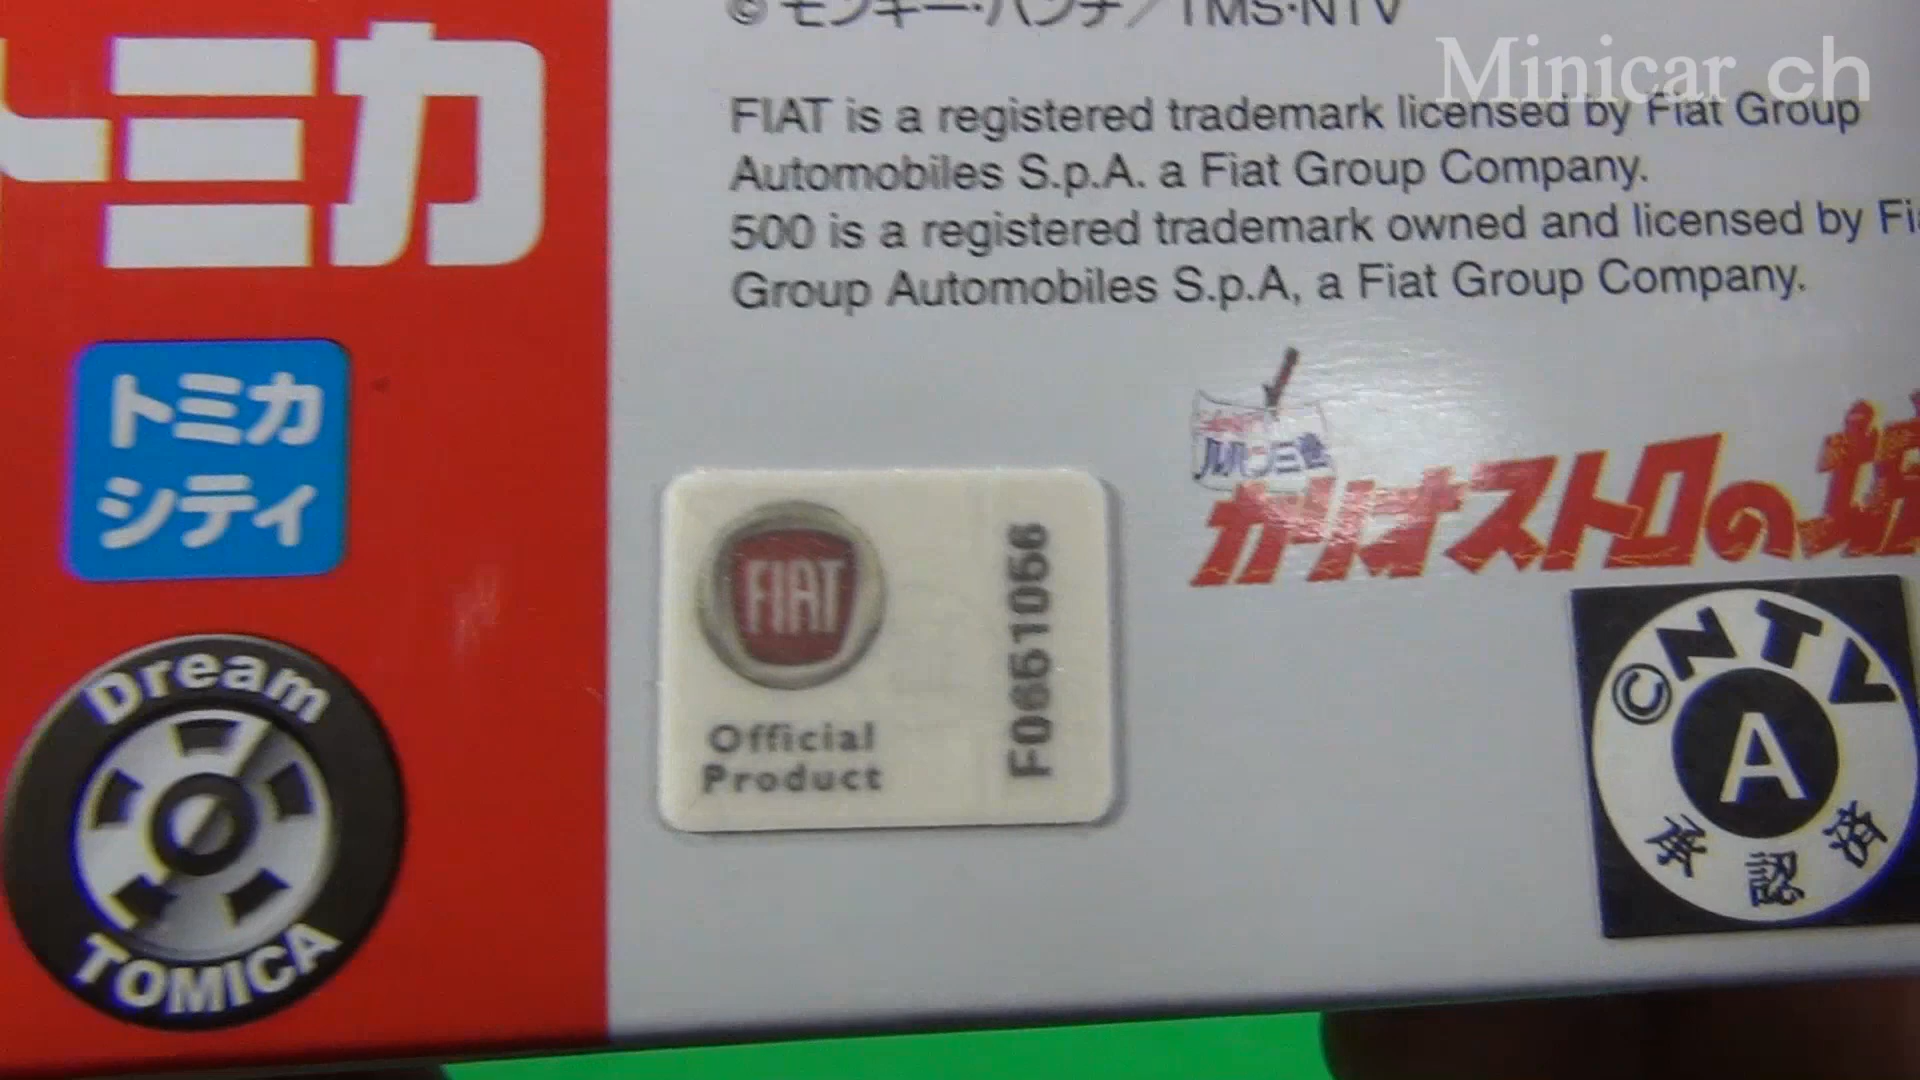 © モンキー・パンチ／TMS・NTV
Minicar ch
トミカ
FIAT is a registered trademark licensed by Fiat Group
Automobiles S.p.A. a Fiat Group Company.
500 is a registered trademark owned and licensed by
Group Automobiles S.p.A, a Fiat Group Company.
トミカ
シティ
ルパン三世
カリオストロの城
FIAT
Official
Product
F06651056
Dream
TOMICA
©NTV
A
承認済